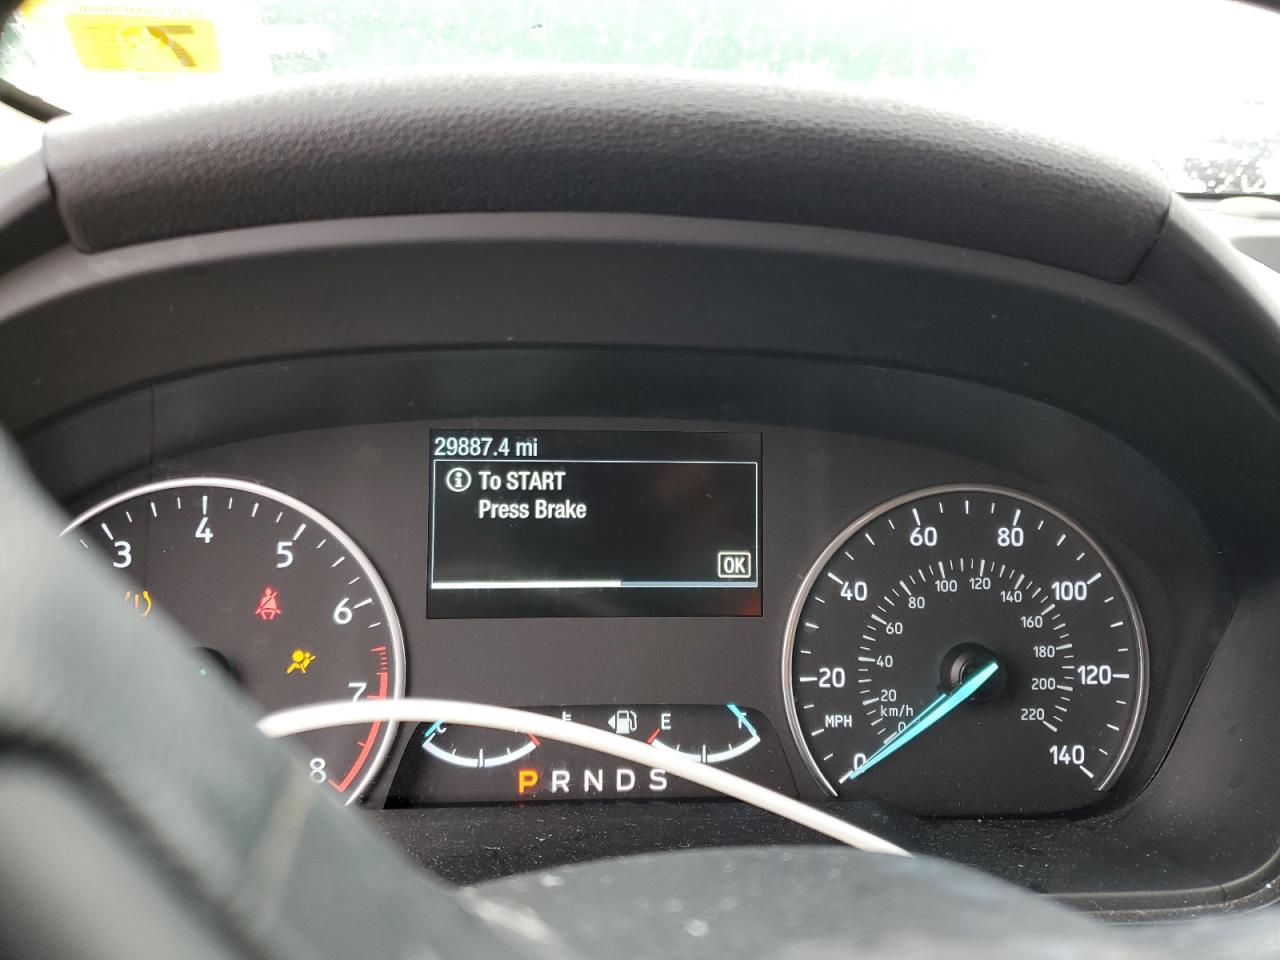 29887.4 mi
To START
Press Brake
OK
3 4 5 6 7 8
E
P R N D S
0 20 40 60 80 100 120 140
MPH
km/h
0 20 40 60 80 100 120 140 160 180 200 220